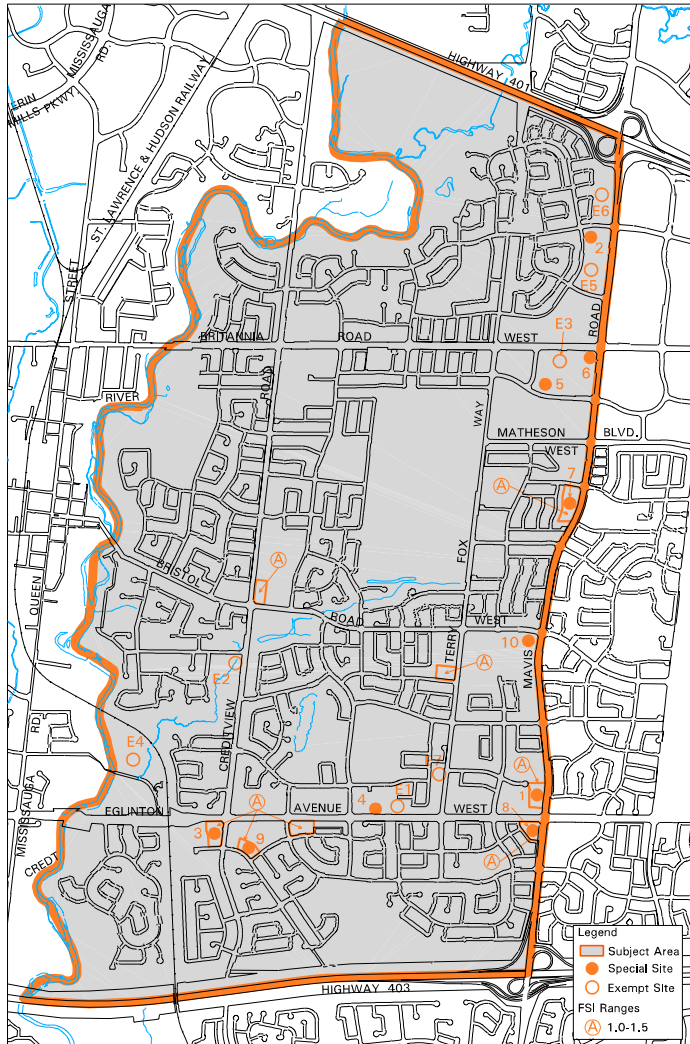 MISSISSAUGA
RD.
ERIN
MILLS PKWY
ST. LAWRENCE & HUDSON RAILWAY
HIGHWAY 401
E6
2
E5
STREET
ROAD
BRITANNIA ROAD WEST
E3
6
5
RIVER
ROAD
WAY
MATHESON BLVD.
WEST
7
A
FOX
BRISTOL
A
QUEEN
ROAD WEST
TERRY
10
MAVIS
A
E2
CREDITVIEW
RD.
E4
E7
A
A
1
EGLINTON AVENUE WEST
4
E1
8
3
9
A
MISSISSAUGA
CREDIT
HIGHWAY 403
Legend
Subject Area
Special Site
Exempt SIte
FSI Ranges
A 1.0-1.5